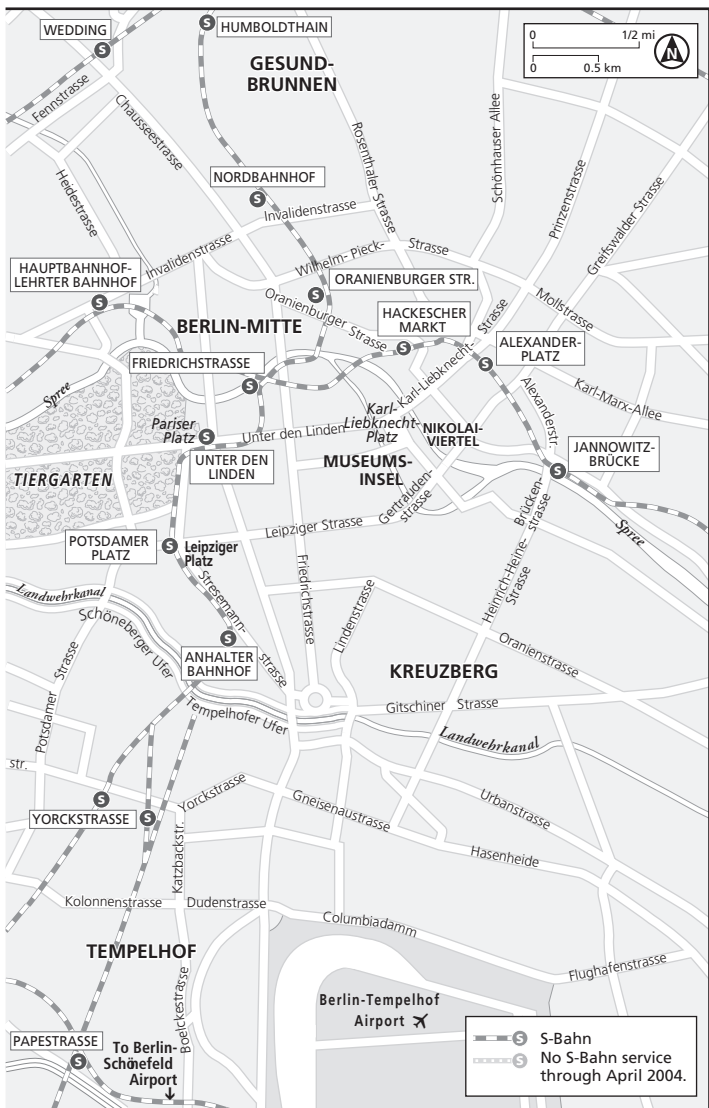 WEDDING
HUMBOLDTHAIN
0 1/2 mi
0 0.5 km
N
GESUND-
BRUNNEN
Fennstrasse
Chausseestrasse
Rosenthaler Strasse
Schönhauser Allee
Prinzenstrasse
Greifswalder Strasse
Heidestrasse
NORDBAHNHOF
Invalidenstrasse
Invalidenstrasse
Wilhelm-Pieck- Strasse
HAUPTBAHNHOF-
LEHRTER BAHNHOF
ORANIENBURGER STR.
Oranienburger Strasse
Mollstrasse
BERLIN-MITTE
HACKESCHER
MARKT
Karl-Liebknecht-Strasse
ALEXANDER-
PLATZ
FRIEDRICHSTRASSE
Spree
Karl-Marx-Allee
Alexanderstr.
Pariser
Platz
Unter den Linden
Karl-
Liebknecht-
Platz
NIKOLAI-
VIERTEL
UNTER DEN
LINDEN
MUSEUMS-
INSEL
JANNOWITZ-
BRÜCKE
TIERGARTEN
Gertrauden-
strasse
Brücken-
strasse
Spree
POTSDAMER
PLATZ
Leipziger
Platz
Leipziger Strasse
Heinrich-Heine-
Strasse
Landwehrkanal
Stresemann-
strasse
Friedrichstrasse
Lindenstrasse
Oranienstrasse
Schöneberger Ufer
ANHALTER
BAHNHOF
KREUZBERG
Potsdamer Strasse
Tempelhofer Ufer
Gitschiner Strasse
Landwehrkanal
str.
Yorckstrasse
Gneisenaustrasse
Urbanstrasse
YORCKSTRASSE
Katzbackstr.
Hasenheide
Kolonnenstrasse
Dudenstrasse
Columbiadamm
TEMPELHOF
Flughafenstrasse
Boelckestrasse
Berlin-Tempelhof
Airport
PAPESTRASSE
To Berlin-
Schönefeld
Airport
S S-Bahn
S No S-Bahn service
through April 2004.